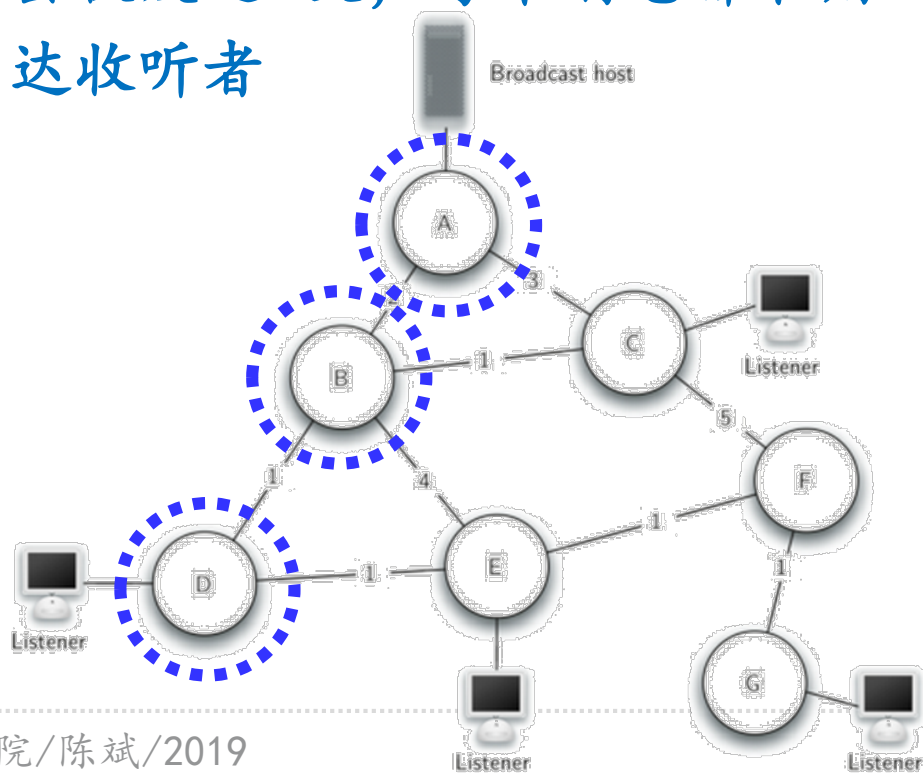 达收听者
Broadcast host
A
3
B
1
C
Listener
5
1
4
F
1
D
1
E
1
Listener
G
院/陈斌/2019
Listener
Listener